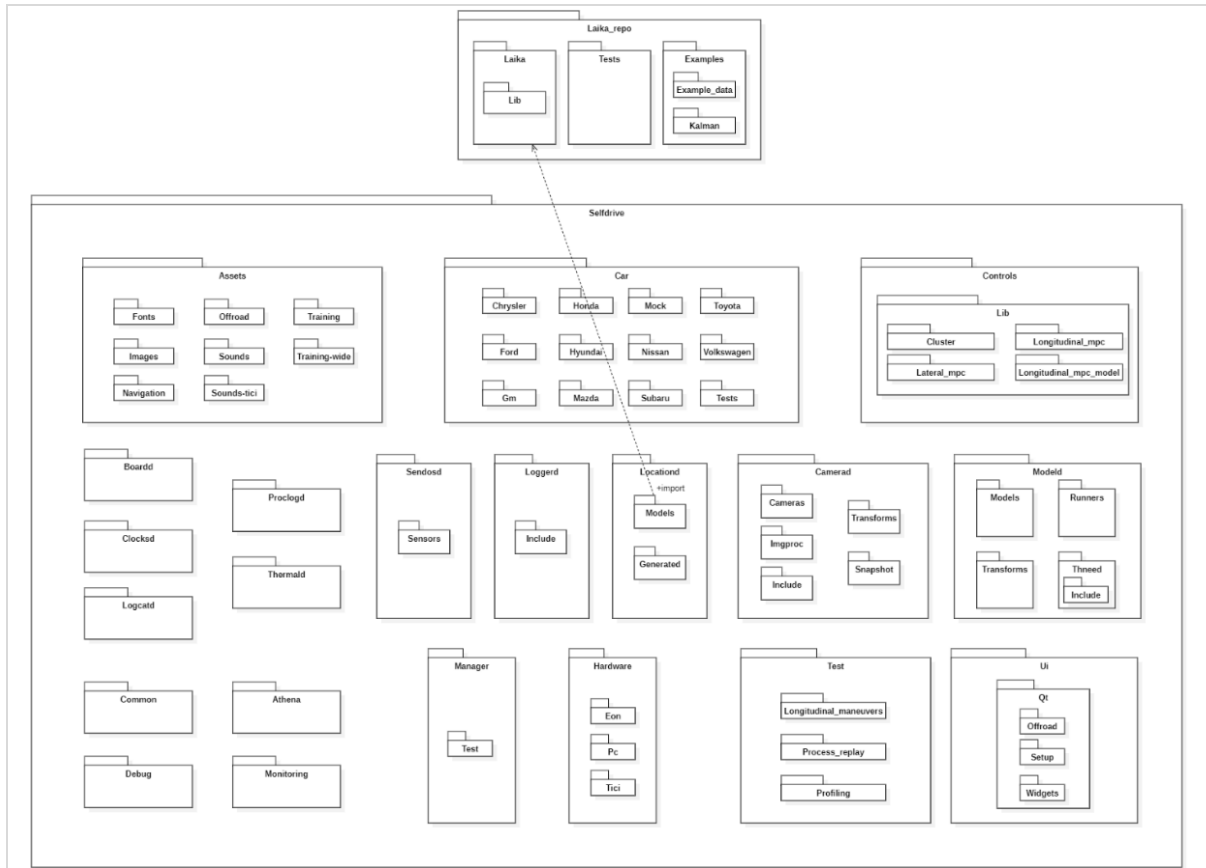 Laika_repo
Laika
Tests
Examples
Lib
Example_data
Kalman
Selfdrive
Assets
Fonts
Offroad
Training
Images
Sounds
Training-wide
Navigation
Sounds-tici
Car
Chrysler
Honda
Mock
Toyota
Ford
Hyundai
Nissan
Volkswagen
Gm
Mazda
Subaru
Tests
Controls
Lib
Cluster
Longitudinal_mpc
Lateral_mpc
Longitudinal_mpc_model
Boardd
Clocksd
Logcatd
Proclogd
Thermald
Sendosd
Sensors
Loggerd
Include
Locationd
+import
Models
Generated
Camerad
Cameras
Transforms
Imgproc
Snapshot
Include
Modeld
Models
Runners
Transforms
Thneed
Include
Common
Athena
Debug
Monitoring
Manager
Test
Hardware
Eon
Pc
Tici
Test
Longitudinal_maneuvers
Process_replay
Profiling
Ui
Qt
Offroad
Setup
Widgets